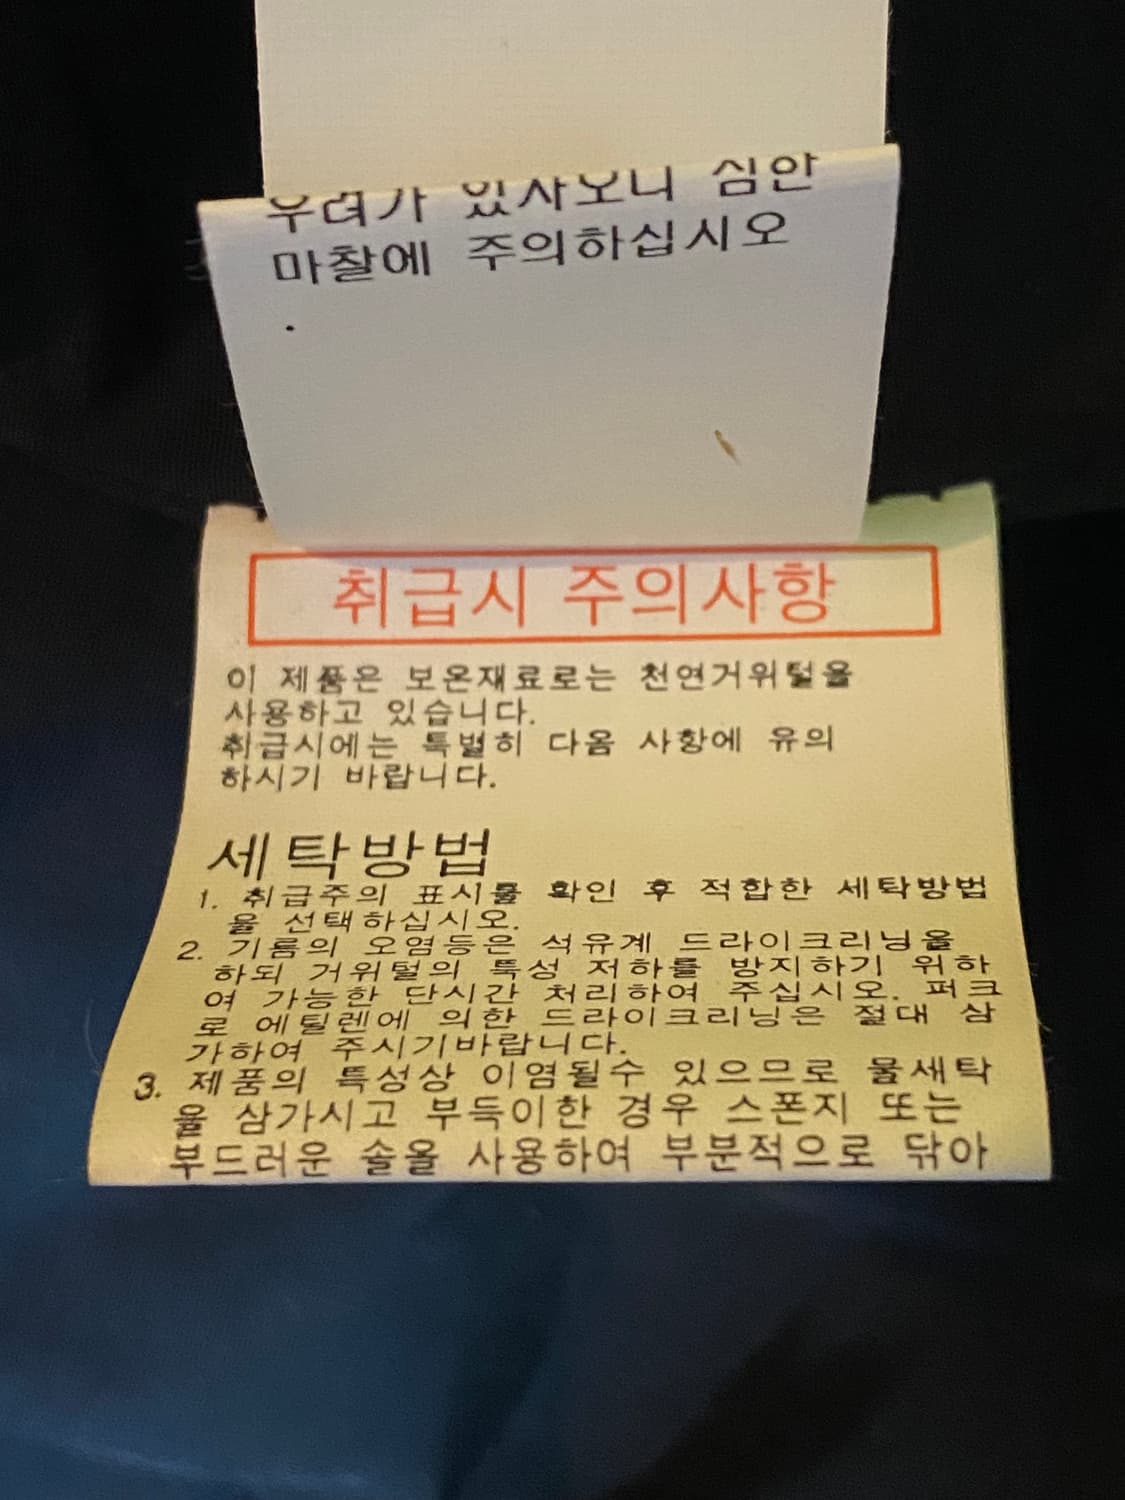 우려가 있사오니 심한
마찰에 주의하십시오
.
취급시 주의사항
이 제품은 보온재료로는 천연거위털을
사용하고 있습니다.
취급시에는 특별히 다음 사항에 유의
하시기 바랍니다.
세탁방법
1. 취급주의 표시를 확인 후 적합한 세탁방법
을 선택하십시오.
2. 기름의 오염등은 석유계 드라이크리닝을
하되 거위털의 특성 저하를 방지하기 위하
여 가능한 단시간 처리하여 주십시오. 퍼크
로 에틸렌에 의한 드라이크리닝은 절대 삼
가하여 주시기바랍니다.
3. 제품의 특성상 이염될수 있으므로 물세탁
을 삼가시고 부득이한 경우 스폰지 또는
부드러운 솔을 사용하여 부분적으로 닦아